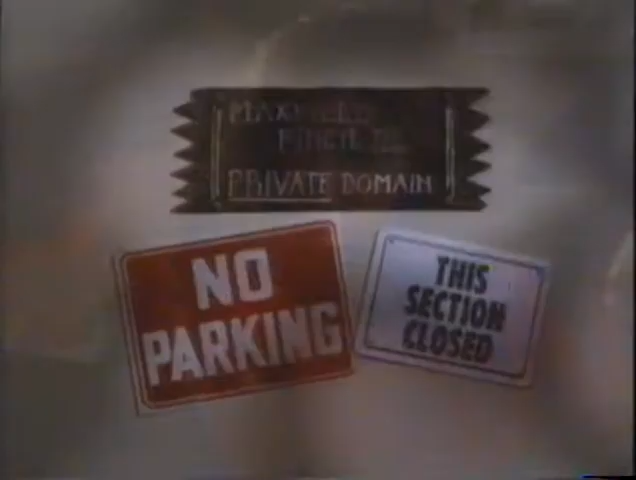 PRIVATE DOMAIN
NO
PARKING
THIS
SECTION
CLOSED